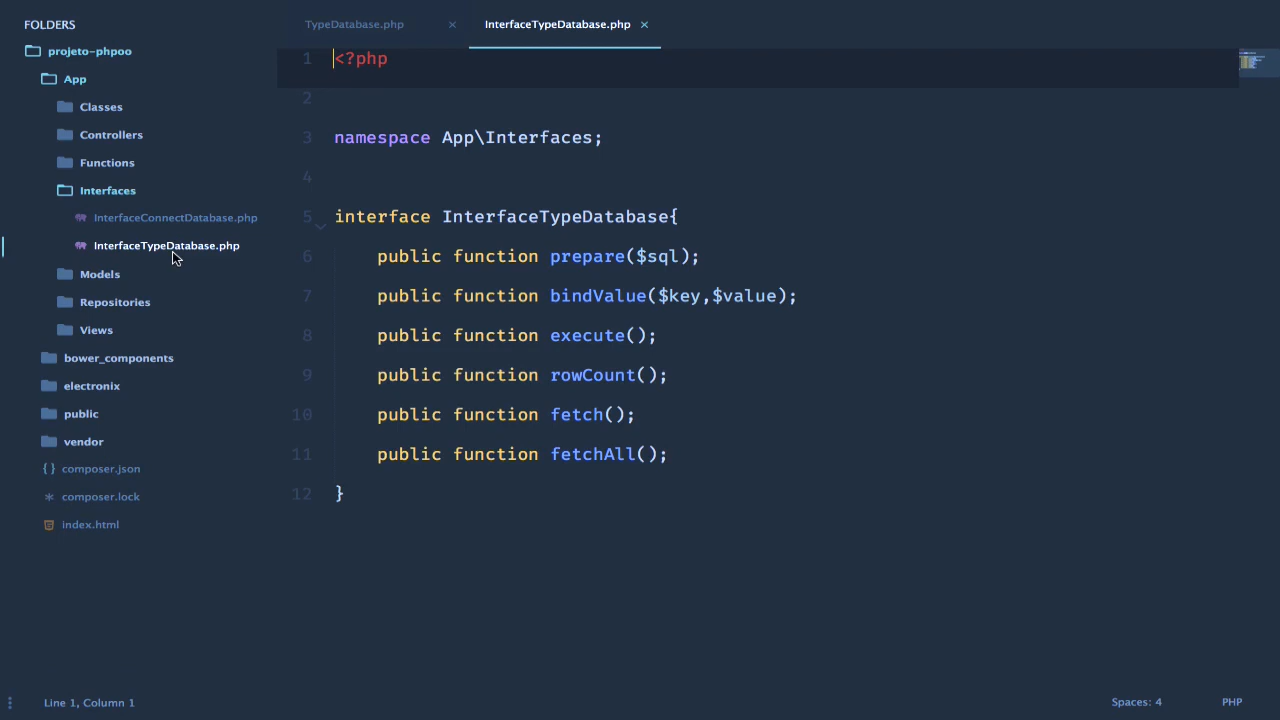 FOLDERS
projeto-phpoo
App
Classes
Controllers
Functions
Interfaces
InterfaceConnectDatabase.php
InterfaceTypeDatabase.php
Models
Repositories
Views
bower_components
electronix
public
vendor
{ } composer.json
* composer.lock
index.html
TypeDatabase.php × InterfaceTypeDatabase.php ×
1 <?php
2
3 namespace App\Interfaces;
4
5 interface InterfaceTypeDatabase{
6 public function prepare($sql);
7 public function bindValue($key,$value);
8 public function execute();
9 public function rowCount();
10 public function fetch();
11 public function fetchAll();
12 }
Line 1, Column 1 Spaces: 4 PHP